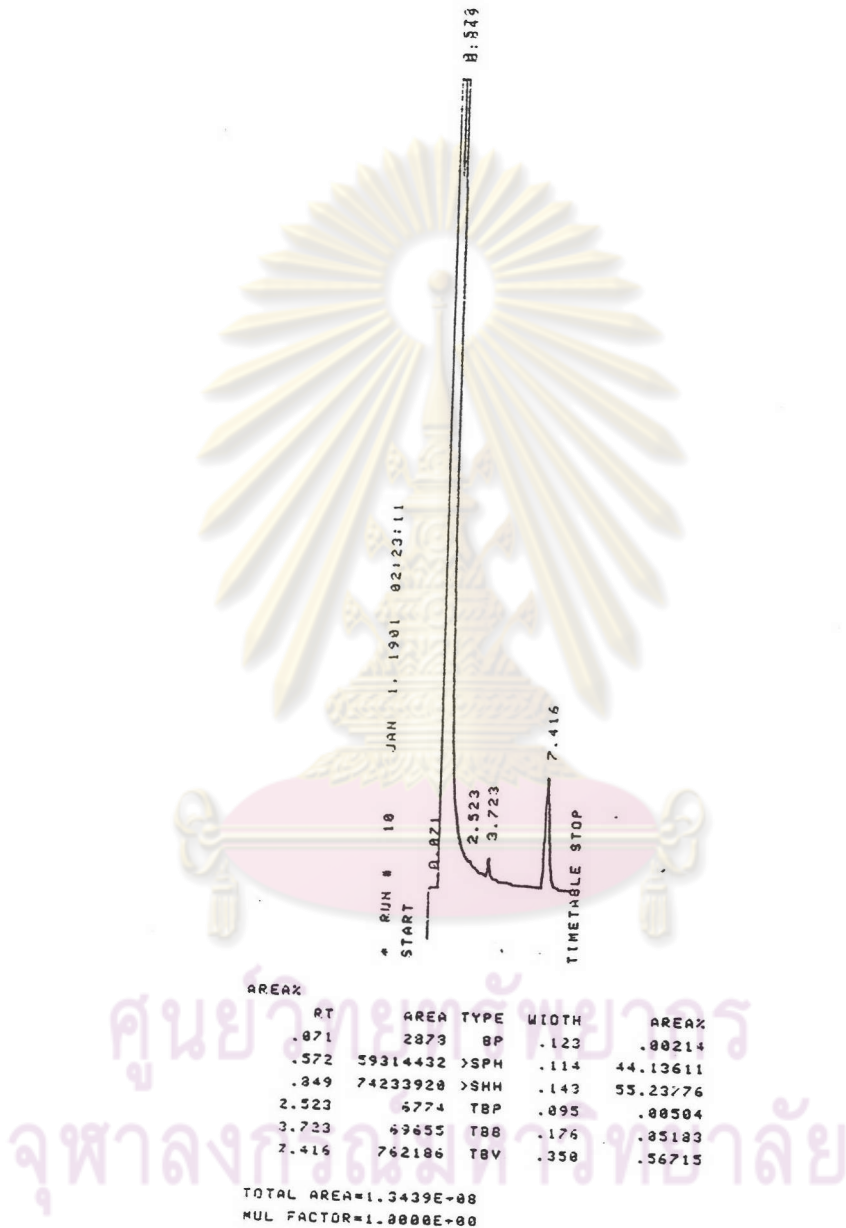 0.573
0.849
* RUN # 10 JAN 1, 1901 02:23:11
START
0.071
2.523
3.723
7.416
TIMETABLE STOP
AREA%
RT AREA TYPE WIDTH AREA%
.071 2873 BP .123 .00214
.572 59314432 >SPH .114 44.13611
.849 74233920 >SHH .143 55.23776
2.523 6774 TBP .095 .00504
3.723 69655 TBB .176 .05183
7.416 762186 TBV .350 .56715
TOTAL AREA=1.3439E+08
MUL FACTOR=1.0000E+00
ศูนย์วิทยทรัพยากร
จุฬาลงกรณ์มหาวิทยาลัย